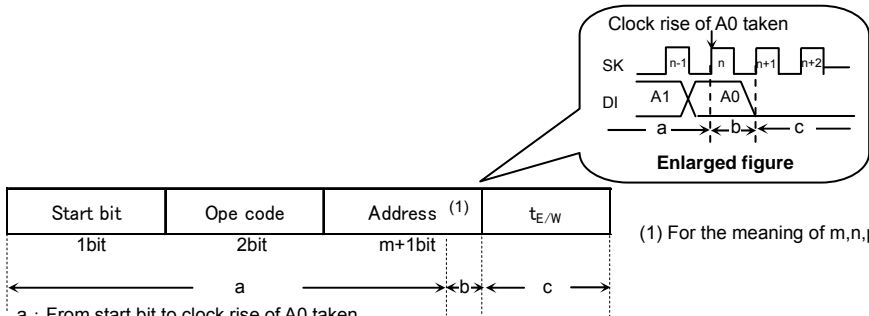 Clock rise of A0 taken
SK n-1 n n+1 n+2
DI A1 A0
a b c
Enlarged figure
Start bit Ope code Address (1) tE/W
1bit 2bit m+1bit
(1) For the meaning of m,n,
a b c
a : From start bit to clock rise of A0 taken